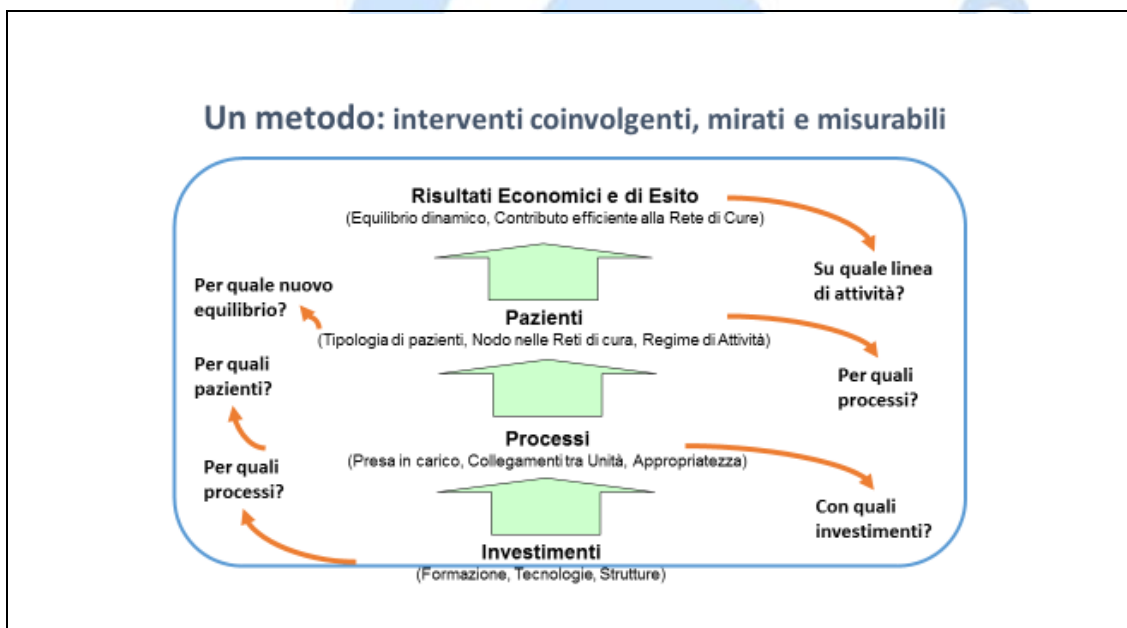 Un metodo: interventi coinvolgenti, mirati e misurabili
Risultati Economici e di Esito
(Equilibrio dinamico, Contributo efficiente alla Rete di Cure)
Su quale linea
di attività?
Per quale nuovo
equilibrio?
Pazienti
(Tipologia di pazienti, Nodo nelle Reti di cura, Regime di Attività)
Per quali
pazienti?
Per quali
processi?
Processi
(Presa in carico, Collegamenti tra Unità, Appropriatezza)
Per quali
processi?
Con quali
investimenti?
Investimenti
(Formazione, Tecnologie, Strutture)